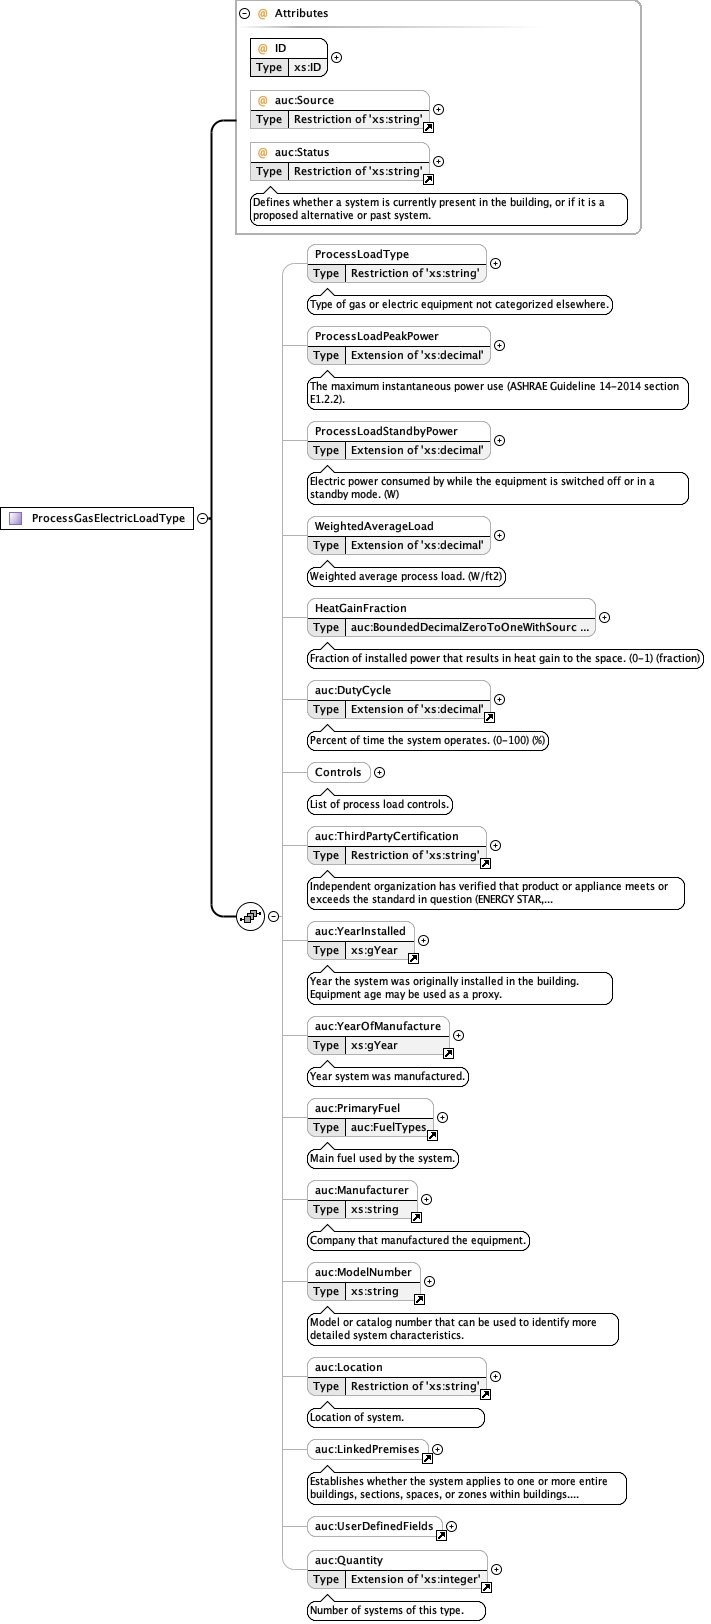 @ Attributes
@ ID
Type xs:ID
@ auc:Source
Type Restriction of 'xs:string'
@ auc:Status
Type Restriction of 'xs:string'
Defines whether a system is currently present in the building, or if it is a
proposed alternative or past system.
ProcessLoadType
Type Restriction of 'xs:string'
Type of gas or electric equipment not categorized elsewhere.
ProcessLoadPeakPower
Type Extension of 'xs:decimal'
The maximum instantaneous power use (ASHRAE Guideline 14-2014 section
E1.2.2).
ProcessLoadStandbyPower
Type Extension of 'xs:decimal'
Electric power consumed by while the equipment is switched off or in a
standby mode. (W)
ProcessGasElectricLoadType
WeightedAverageLoad
Type Extension of 'xs:decimal'
Weighted average process load. (W/ft2)
HeatGainFraction
Type auc:BoundedDecimalZeroToOneWithSourc ...
Fraction of installed power that results in heat gain to the space. (0-1) (fraction)
auc:DutyCycle
Type Extension of 'xs:decimal'
Percent of time the system operates. (0-100) (%)
Controls
List of process load controls.
auc:ThirdPartyCertification
Type Restriction of 'xs:string'
Independent organization has verified that product or appliance meets or
exceeds the standard in question (ENERGY STAR,...
auc:YearInstalled
Type xs:gYear
Year the system was originally installed in the building.
Equipment age may be used as a proxy.
auc:YearOfManufacture
Type xs:gYear
Year system was manufactured.
auc:PrimaryFuel
Type auc:FuelTypes
Main fuel used by the system.
auc:Manufacturer
Type xs:string
Company that manufactured the equipment.
auc:ModelNumber
Type xs:string
Model or catalog number that can be used to identify more
detailed system characteristics.
auc:Location
Type Restriction of 'xs:string'
Location of system.
auc:LinkedPremises
Establishes whether the system applies to one or more entire
buildings, sections, spaces, or zones within buildings....
auc:UserDefinedFields
auc:Quantity
Type Extension of 'xs:integer'
Number of systems of this type.